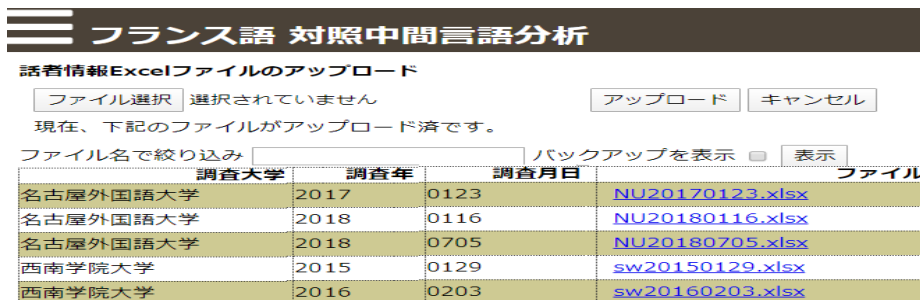 フランス語 対照中間言語分析
話者情報Excelファイルのアップロード
ファイル選択 選択されていません アップロード キャンセル
現在、下記のファイルがアップロード済です。
ファイル名で絞り込み バックアップを表示 表示
調査大学 調査年 調査月日 ファイル
名古屋外国語大学 2017 0123 NU20170123.xlsx
名古屋外国語大学 2018 0116 NU20180116.xlsx
名古屋外国語大学 2018 0705 NU20180705.xlsx
西南学院大学 2015 0129 sw20150129.xlsx
西南学院大学 2016 0203 sw20160203.xlsx